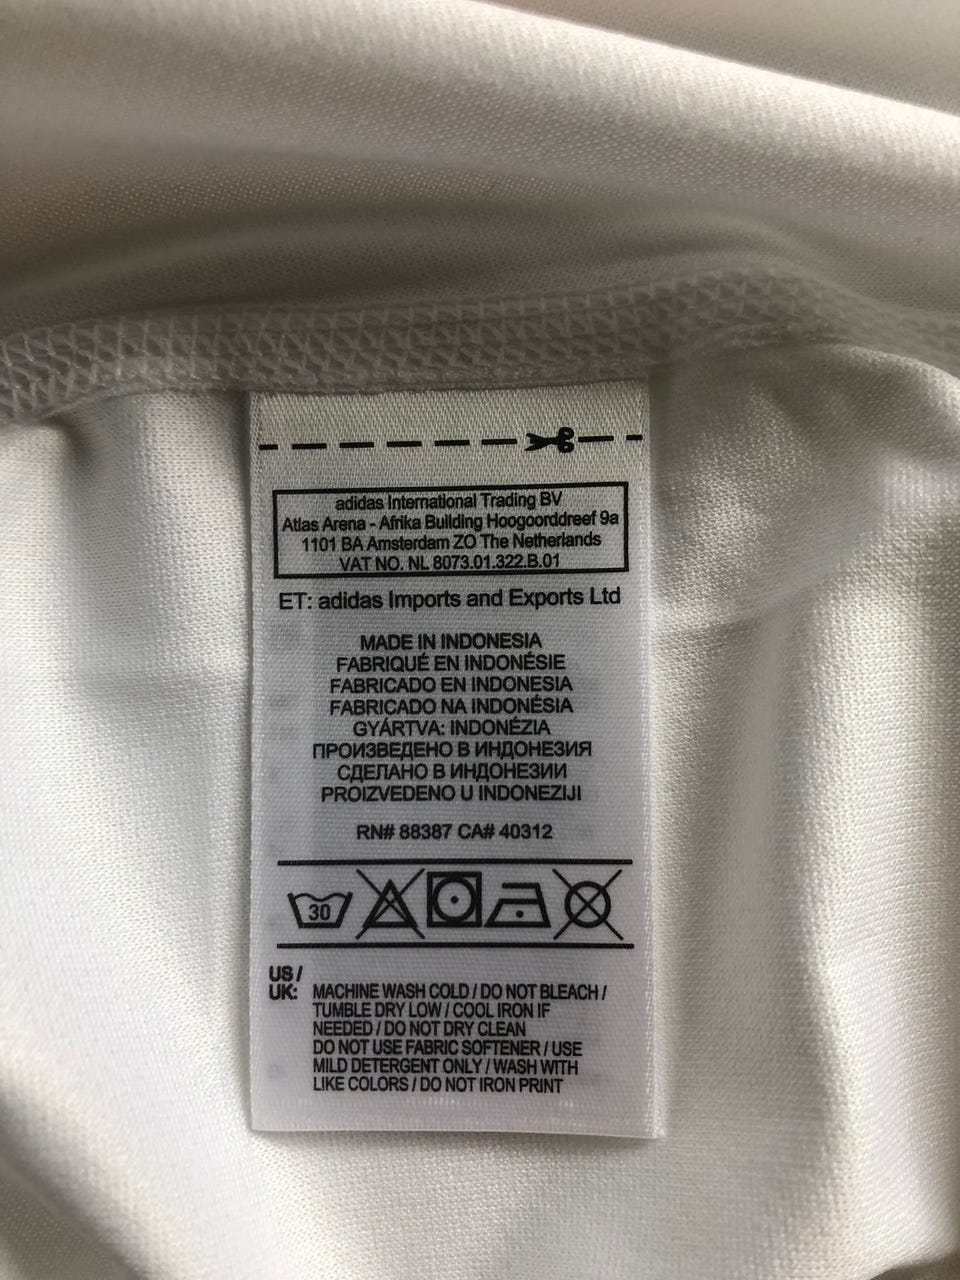 adidas International Trading BV
Atlas Arena - Afrika Building Hoogoorddreef 9a
1101 BA Amsterdam ZO The Netherlands
VAT NO. NL 8073.01.322.B.01
ET: adidas Imports and Exports Ltd
MADE IN INDONESIA
FABRIQUÉ EN INDONÉSIE
FABRICADO EN INDONESIA
FABRICADO NA INDONÉSIA
GYÁRTVA: INDONÉZIA
ПРОИЗВЕДЕНО В ИНДОНЕЗИЯ
СДЕЛАНО В ИНДОНЕЗИИ
PROIZVEDENO U INDONEZIJI
RN# 88387 CA# 40312
30
US /
UK: MACHINE WASH COLD / DO NOT BLEACH /
TUMBLE DRY LOW / COOL IRON IF
NEEDED / DO NOT DRY CLEAN
DO NOT USE FABRIC SOFTENER / USE
MILD DETERGENT ONLY / WASH WITH
LIKE COLORS / DO NOT IRON PRINT